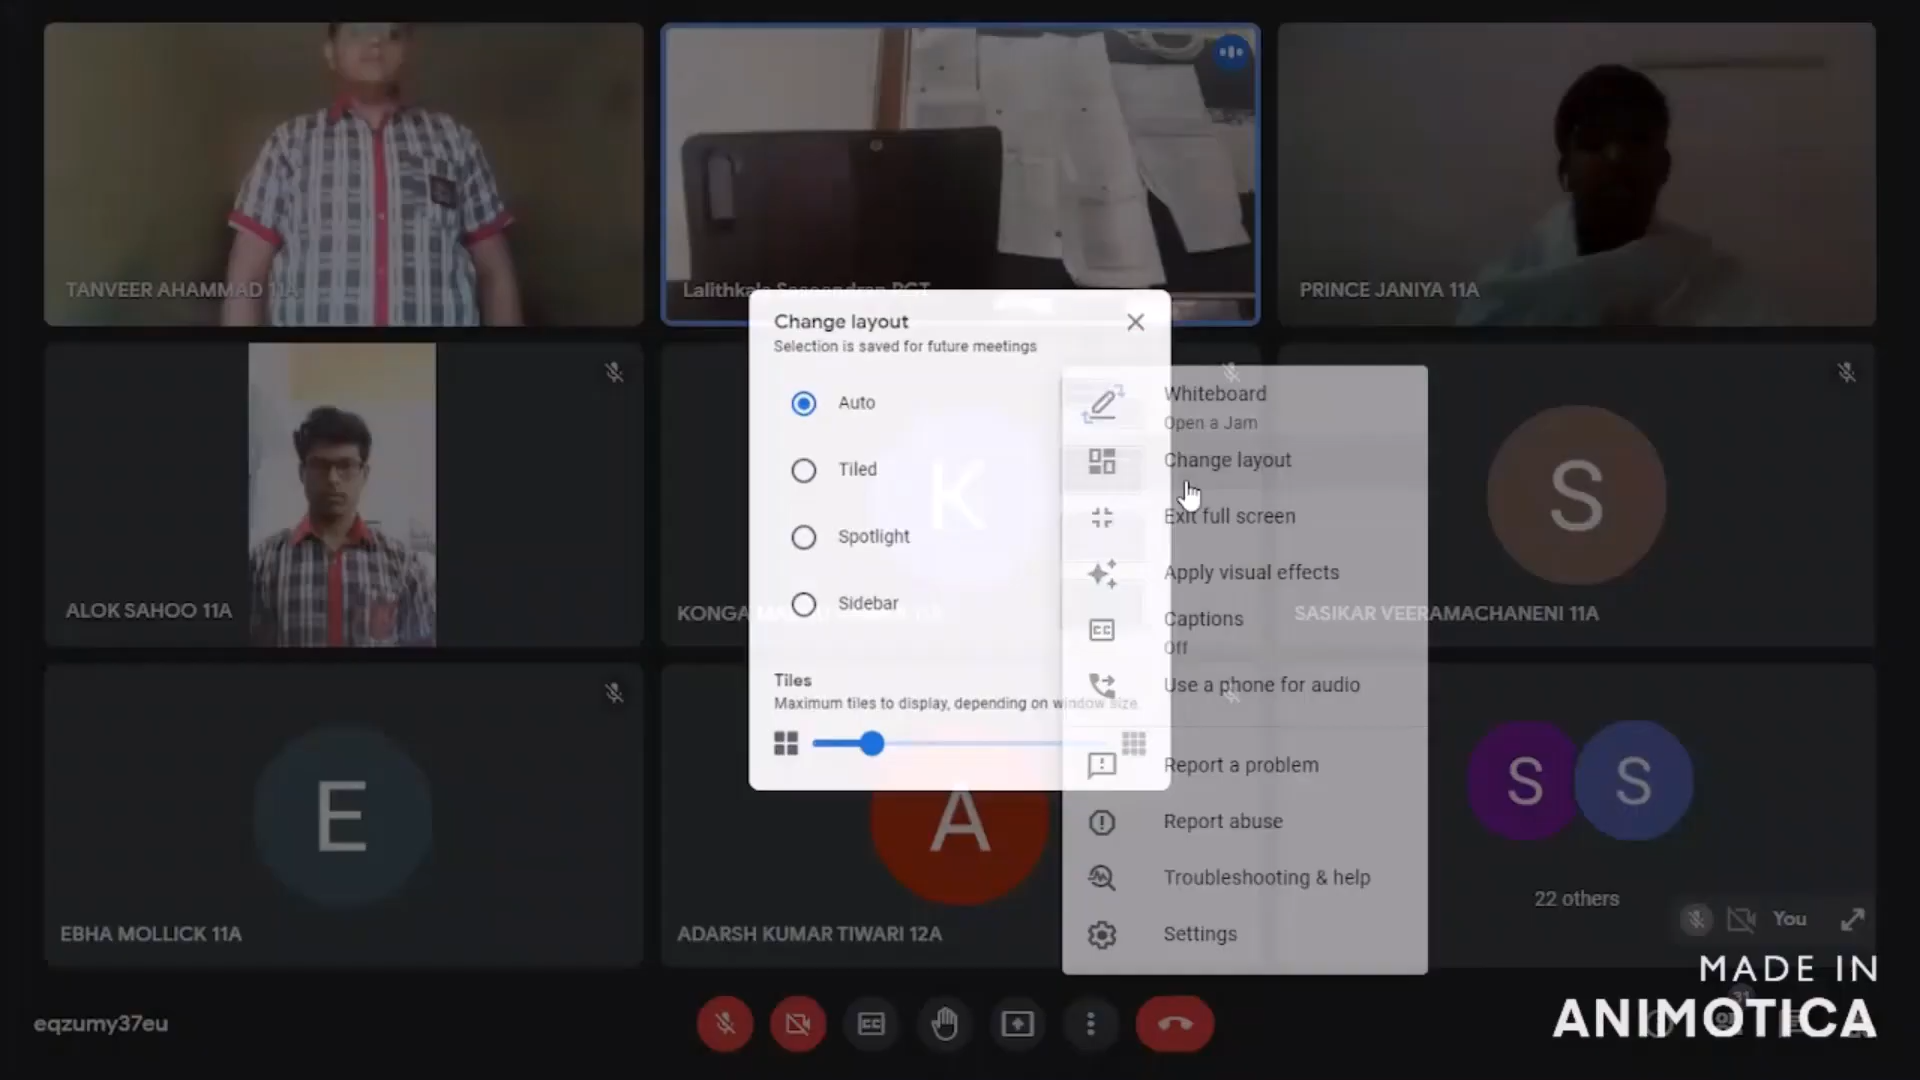 TANVEER AHAMMAD 11A
PRINCE JANIYA 11A
Change layout
Selection is saved for future meetings
Auto
Tiled
Spotlight
Sidebar
Tiles
Maximum tiles to display, depending on window size.
K
Whiteboard
Open a Jam
Change layout
Exit full screen
Apply visual effects
Captions
Off
Use a phone for audio
Report a problem
Report abuse
Troubleshooting & help
Settings
ALOK SAHOO 11A
KONGA
S
SASIKAR VEERAMACHANENI 11A
E
EBHA MOLLICK 11A
A
ADARSH KUMAR TIWARI 12A
S
S
22 others
You
eqzumy37eu
31
MADE IN
ANIMOTICA